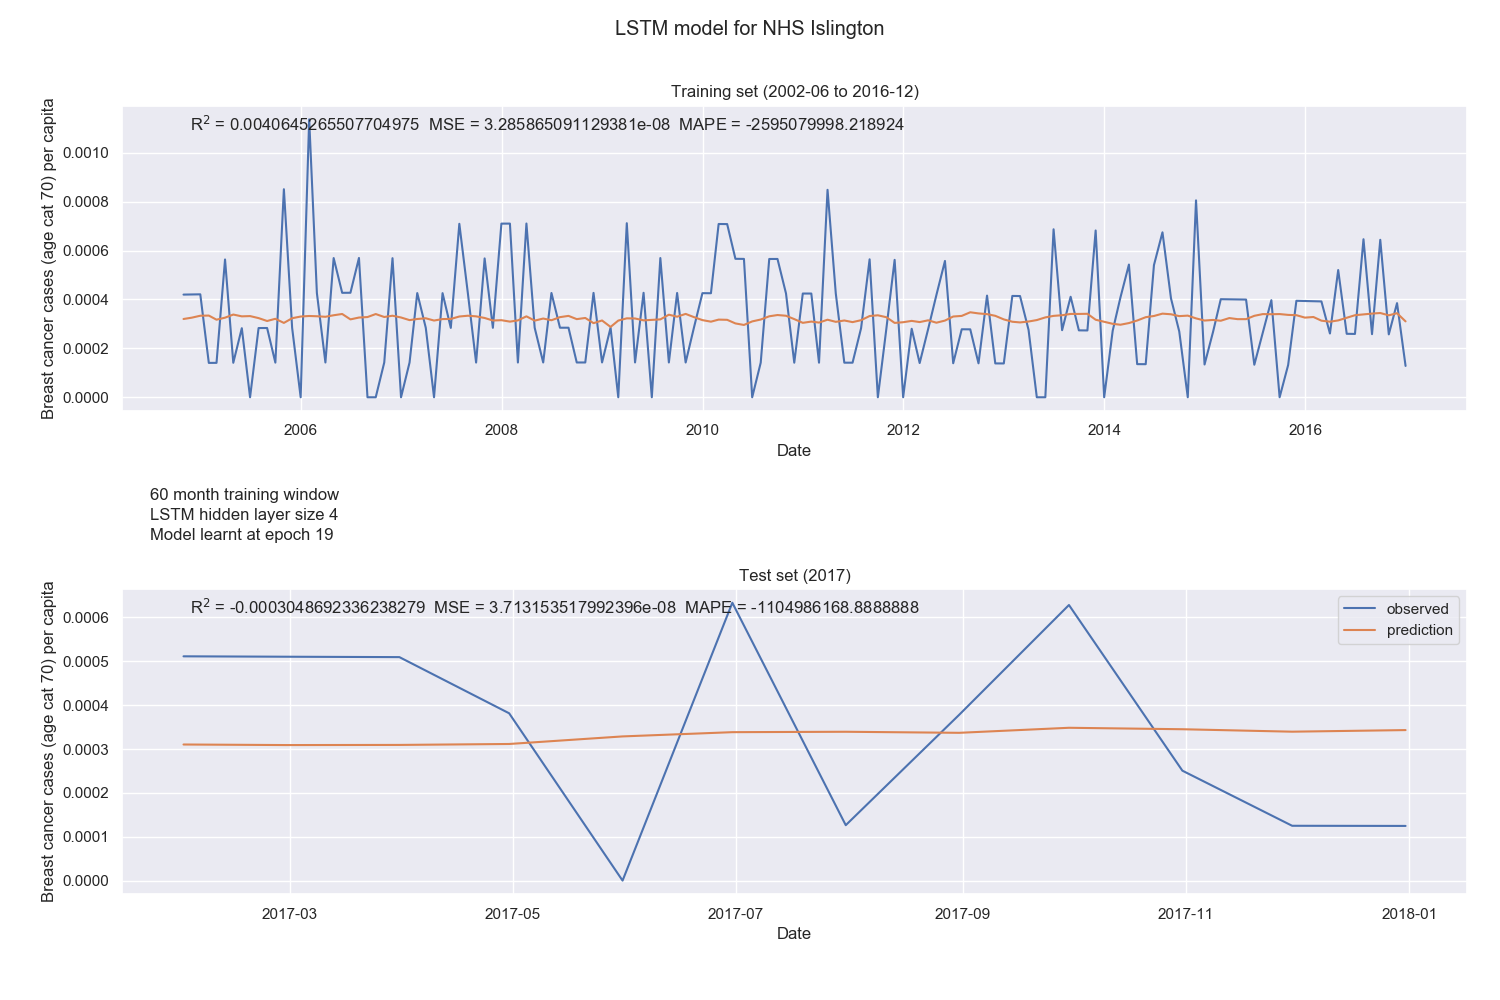 LSTM model for NHS Islington
Training set (2002-06 to 2016-12)
R² = 0.0040645265507704975 MSE = 3.285865091129381e-08 MAPE = -2595079998.218924
Breast cancer cases (age cat 70) per capita
0.0010
0.0008
0.0006
0.0004
0.0002
0.0000
2006 2008 2010 2012 2014 2016
Date
60 month training window
LSTM hidden layer size 4
Model learnt at epoch 19
Test set (2017)
R² = -0.0003048692336238279 MSE = 3.713153517992396e-08 MAPE = -1104986168.8888888
observed
prediction
Breast cancer cases (age cat 70) per capita
0.0006
0.0005
0.0004
0.0003
0.0002
0.0001
0.0000
2017-03 2017-05 2017-07 2017-09 2017-11 2018-01
Date